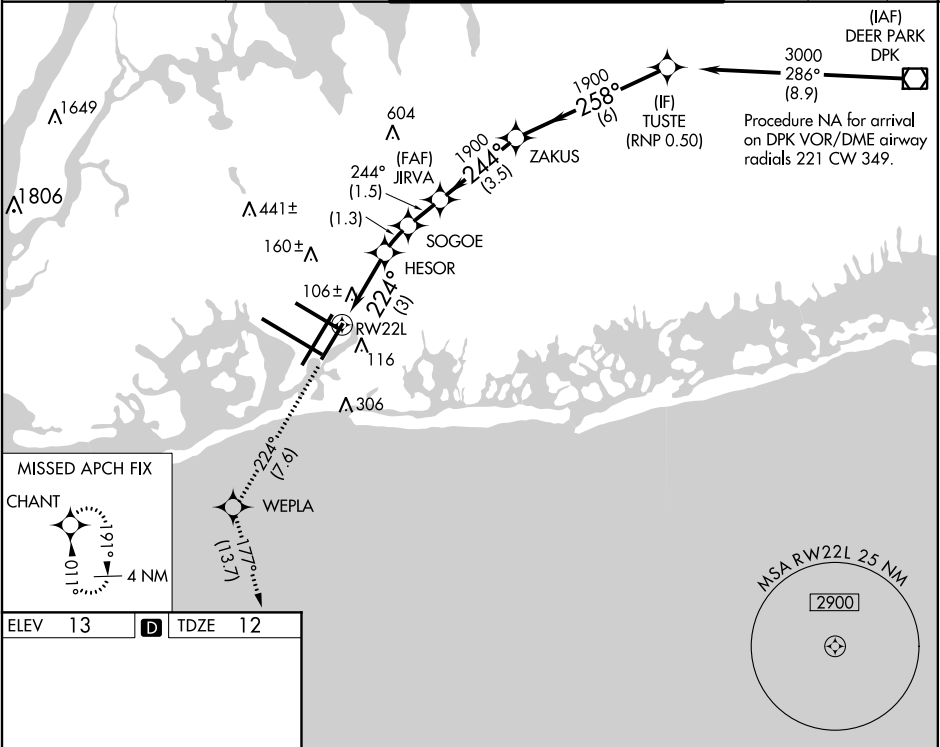 (IAF)
DEER PARK
DPK
3000
286°
(8.9)
1900
258°
(6)
(IF)
TUSTE
(RNP 0.50)
Procedure NA for arrival
on DPK VOR/DME airway
radials 221 CW 349.
1649
604
1900
244°
(3.5)
ZAKUS
(FAF)
JIRVA
244°
(1.5)
1806
441±
(1.3)
SOGOE
160±
HESOR
106±
224°
(3)
RW22L
116
306
224°
(7.6)
MISSED APCH FIX
CHANT
191°
011°
4 NM
WEPLA
177°
(13.7)
MSA RW22L 25 NM
2900
ELEV 13 D TDZE 12